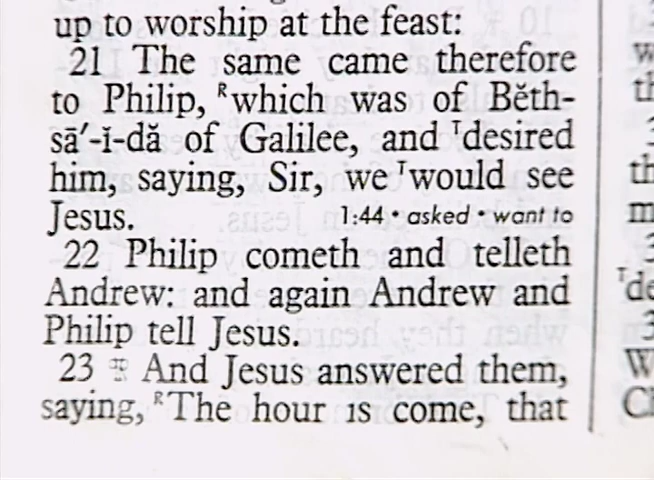 up to worship at the feast:
21 The same came therefore
to Philip, ᴿwhich was of Bĕth-
sā′-ĭ-dă of Galilee, and ᵀdesired
him, saying, Sir, we ᵀwould see
Jesus. 1:44 • asked • want to
22 Philip cometh and telleth
Andrew: and again Andrew and
Philip tell Jesus.
23 And Jesus answered them,
saying, ᴿThe hour is come, that